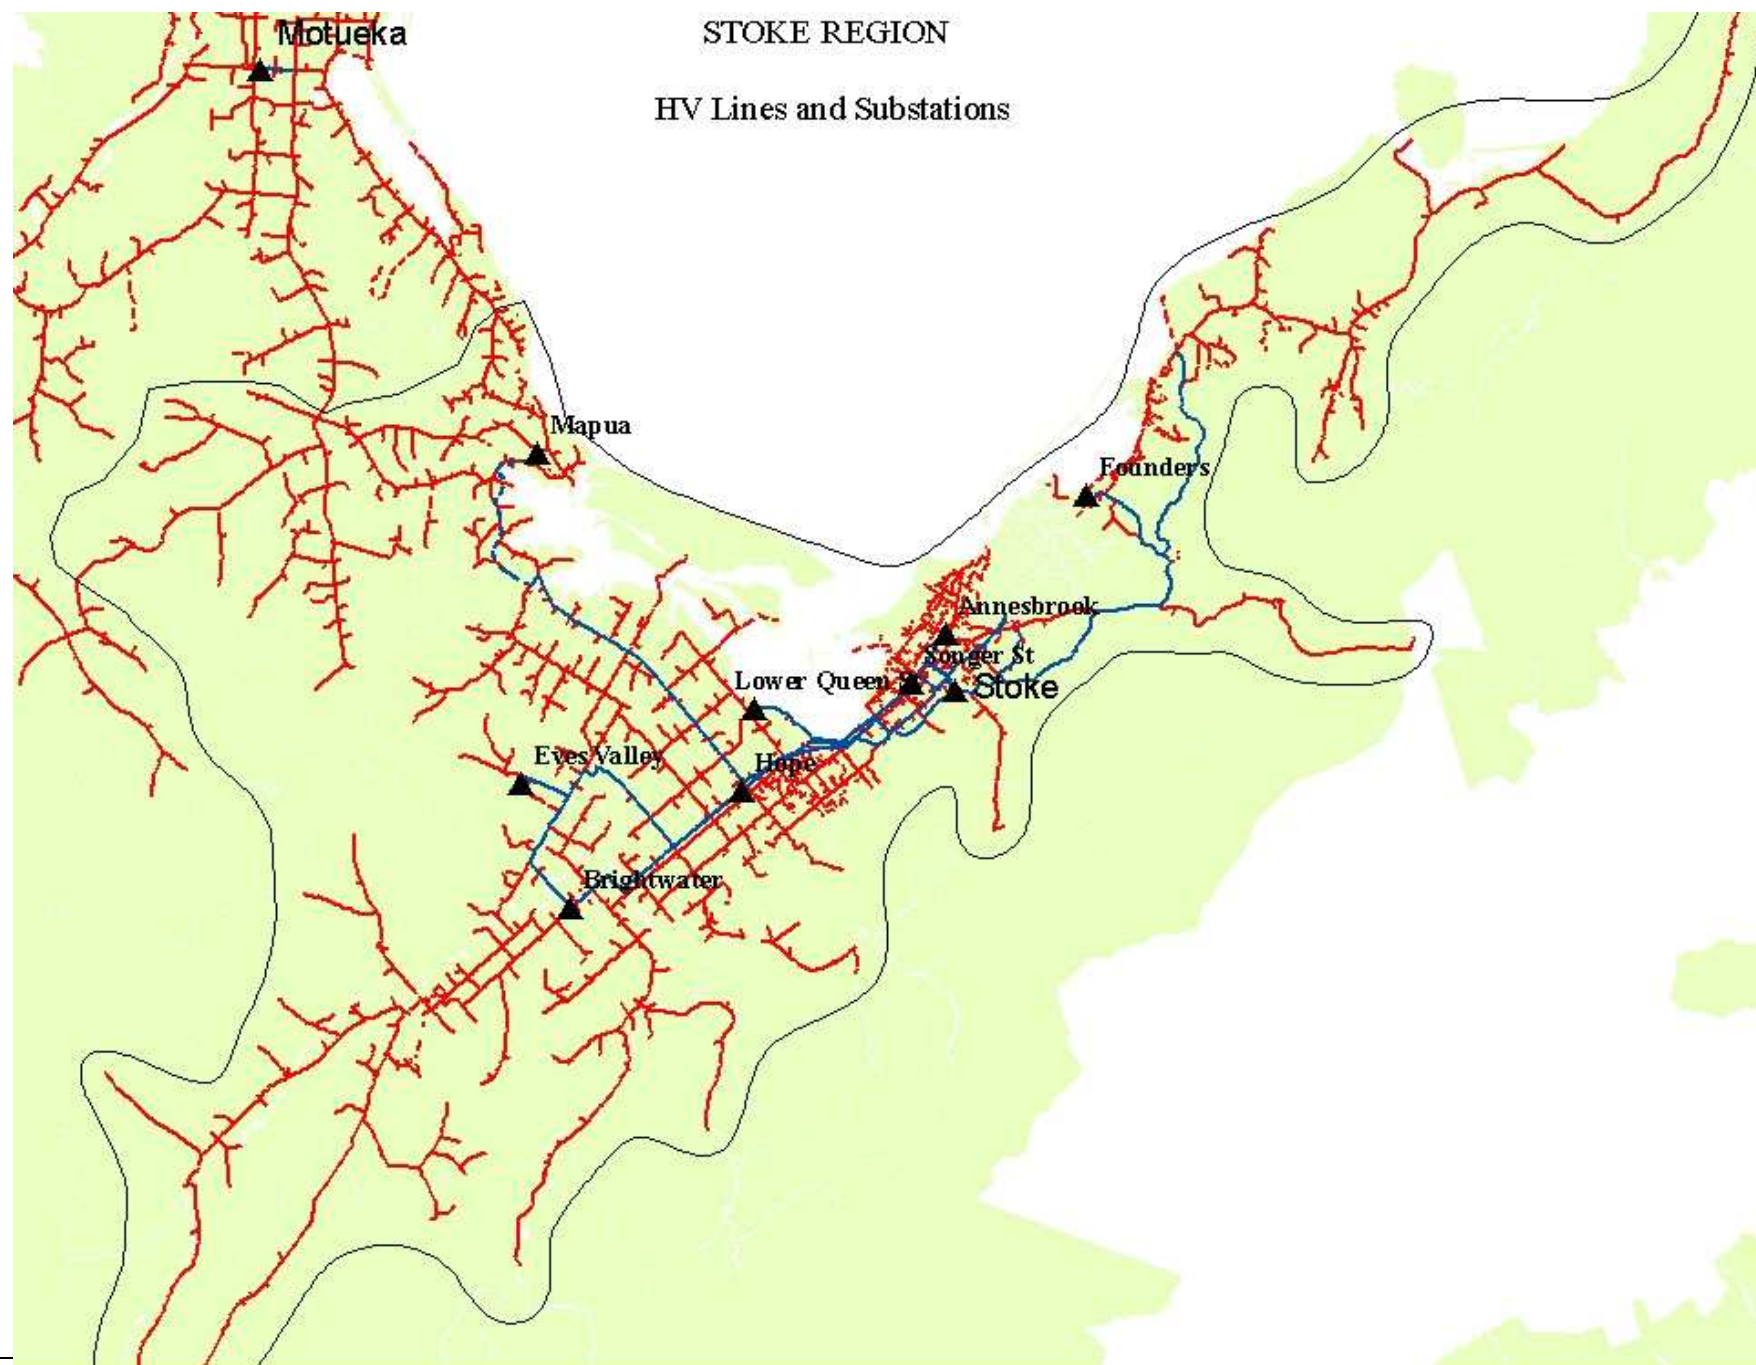 Motueka
STOKE REGION
HV Lines and Substations
Mapua
Founders
Annesbrook
Songer St
Lower Queen St
Stoke
Eves Valley
Hope
Brightwater